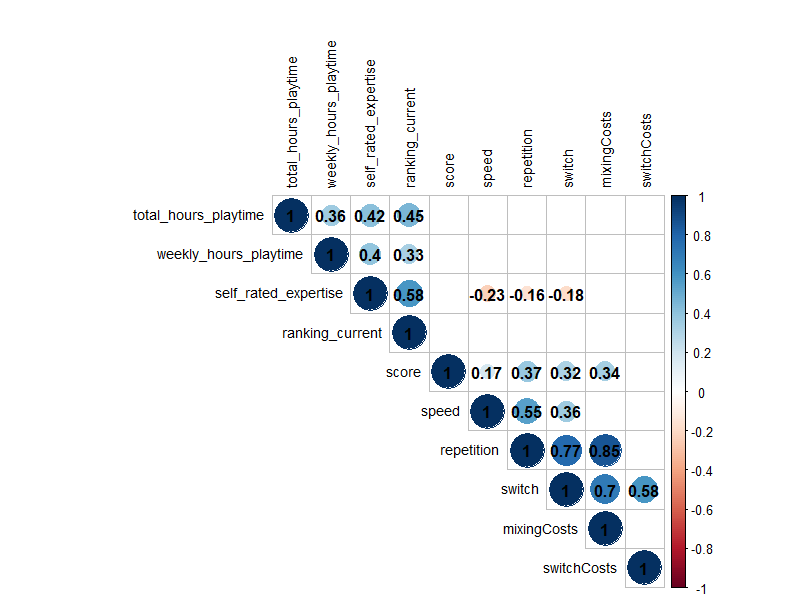 total_hours_playtime
weekly_hours_playtime
self_rated_expertise
ranking_current
score
speed
repetition
switch
mixingCosts
switchCosts
total_hours_playtime 1 0.36 0.42 0.45
weekly_hours_playtime 1 0.4 0.33
self_rated_expertise 1 0.58 -0.23 -0.16 -0.18
ranking_current 1
score 1 0.17 0.37 0.32 0.34
speed 1 0.55 0.36
repetition 1 0.77 0.85
switch 1 0.7 0.58
mixingCosts 1
switchCosts 1
1
0.8
0.6
0.4
0.2
0
-0.2
-0.4
-0.6
-0.8
-1